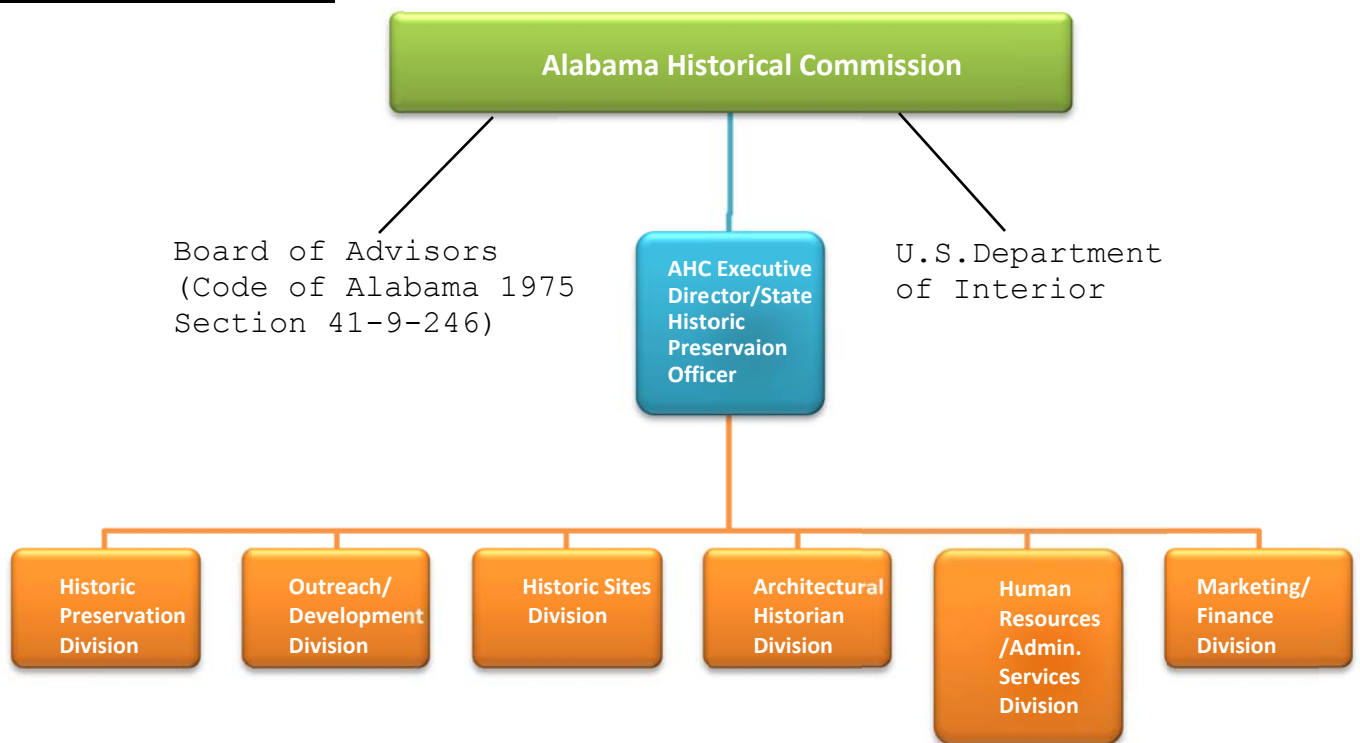 Alabama Historical Commission
Board of Advisors
(Code of Alabama 1975
Section 41-9-246)
AHC Executive
Director/State
Historic
Preservaion
Officer
U.S.Department
of Interior
Historic
Preservation
Division
Outreach/
Development
Division
Historic Sites
Division
Architectural
Historian
Division
Human
Resources
/Admin.
Services
Division
Marketing/
Finance
Division